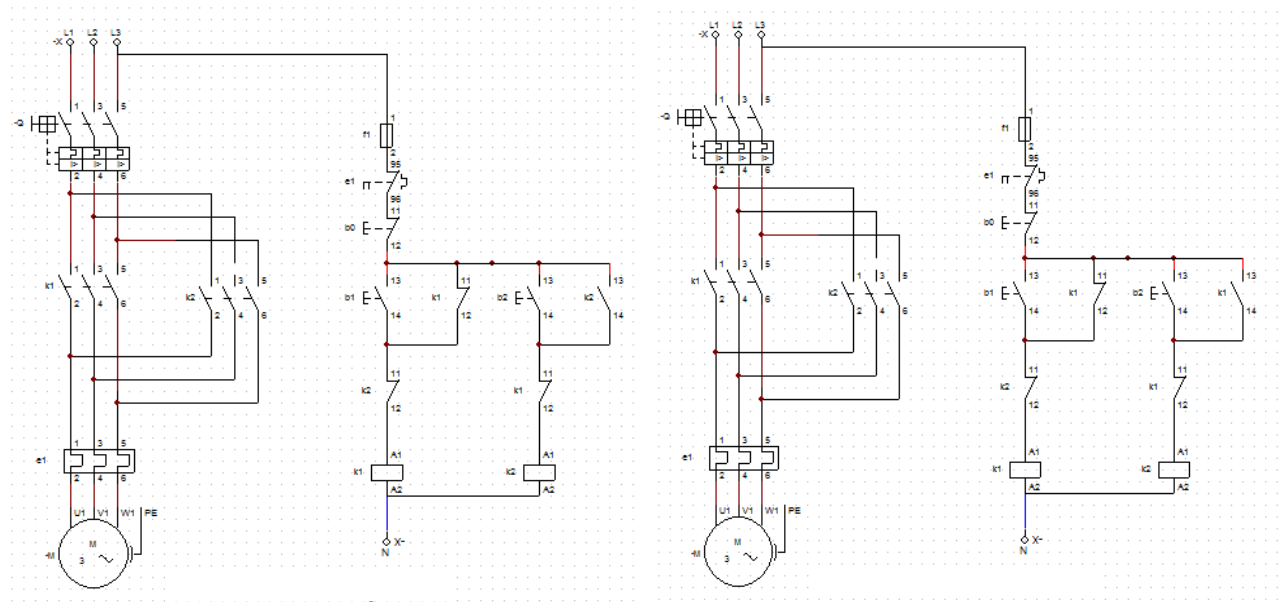 L1 L2 L3
-X
1 3 5
-Q
I> I> I>
2 4 6
1
f1
2
95
e1
96
11
b0
12
1 3 5
k1
2 4 6
1 3 5
k2
2 4 6
13
b1
14
11
k1
12
13
b2
14
13
k2
14
11
k2
12
11
k1
12
A1
k1
A2
A1
k2
A2
1 3 5
e1
2 4 6
U1 V1 W1 PE
-M
M
3
X-
N
L1 L2 L3
-X
1 3 5
-Q
I> I> I>
2 4 6
1
f1
2
95
e1
96
11
b0
12
1 3 5
k1
2 4 6
1 3 5
k2
2 4 6
13
b1
14
11
k1
12
13
b2
14
13
k1
14
11
k2
12
11
k1
12
A1
k1
A2
A1
k2
A2
1 3 5
e1
2 4 6
U1 V1 W1 PE
-M
M
3
X-
N